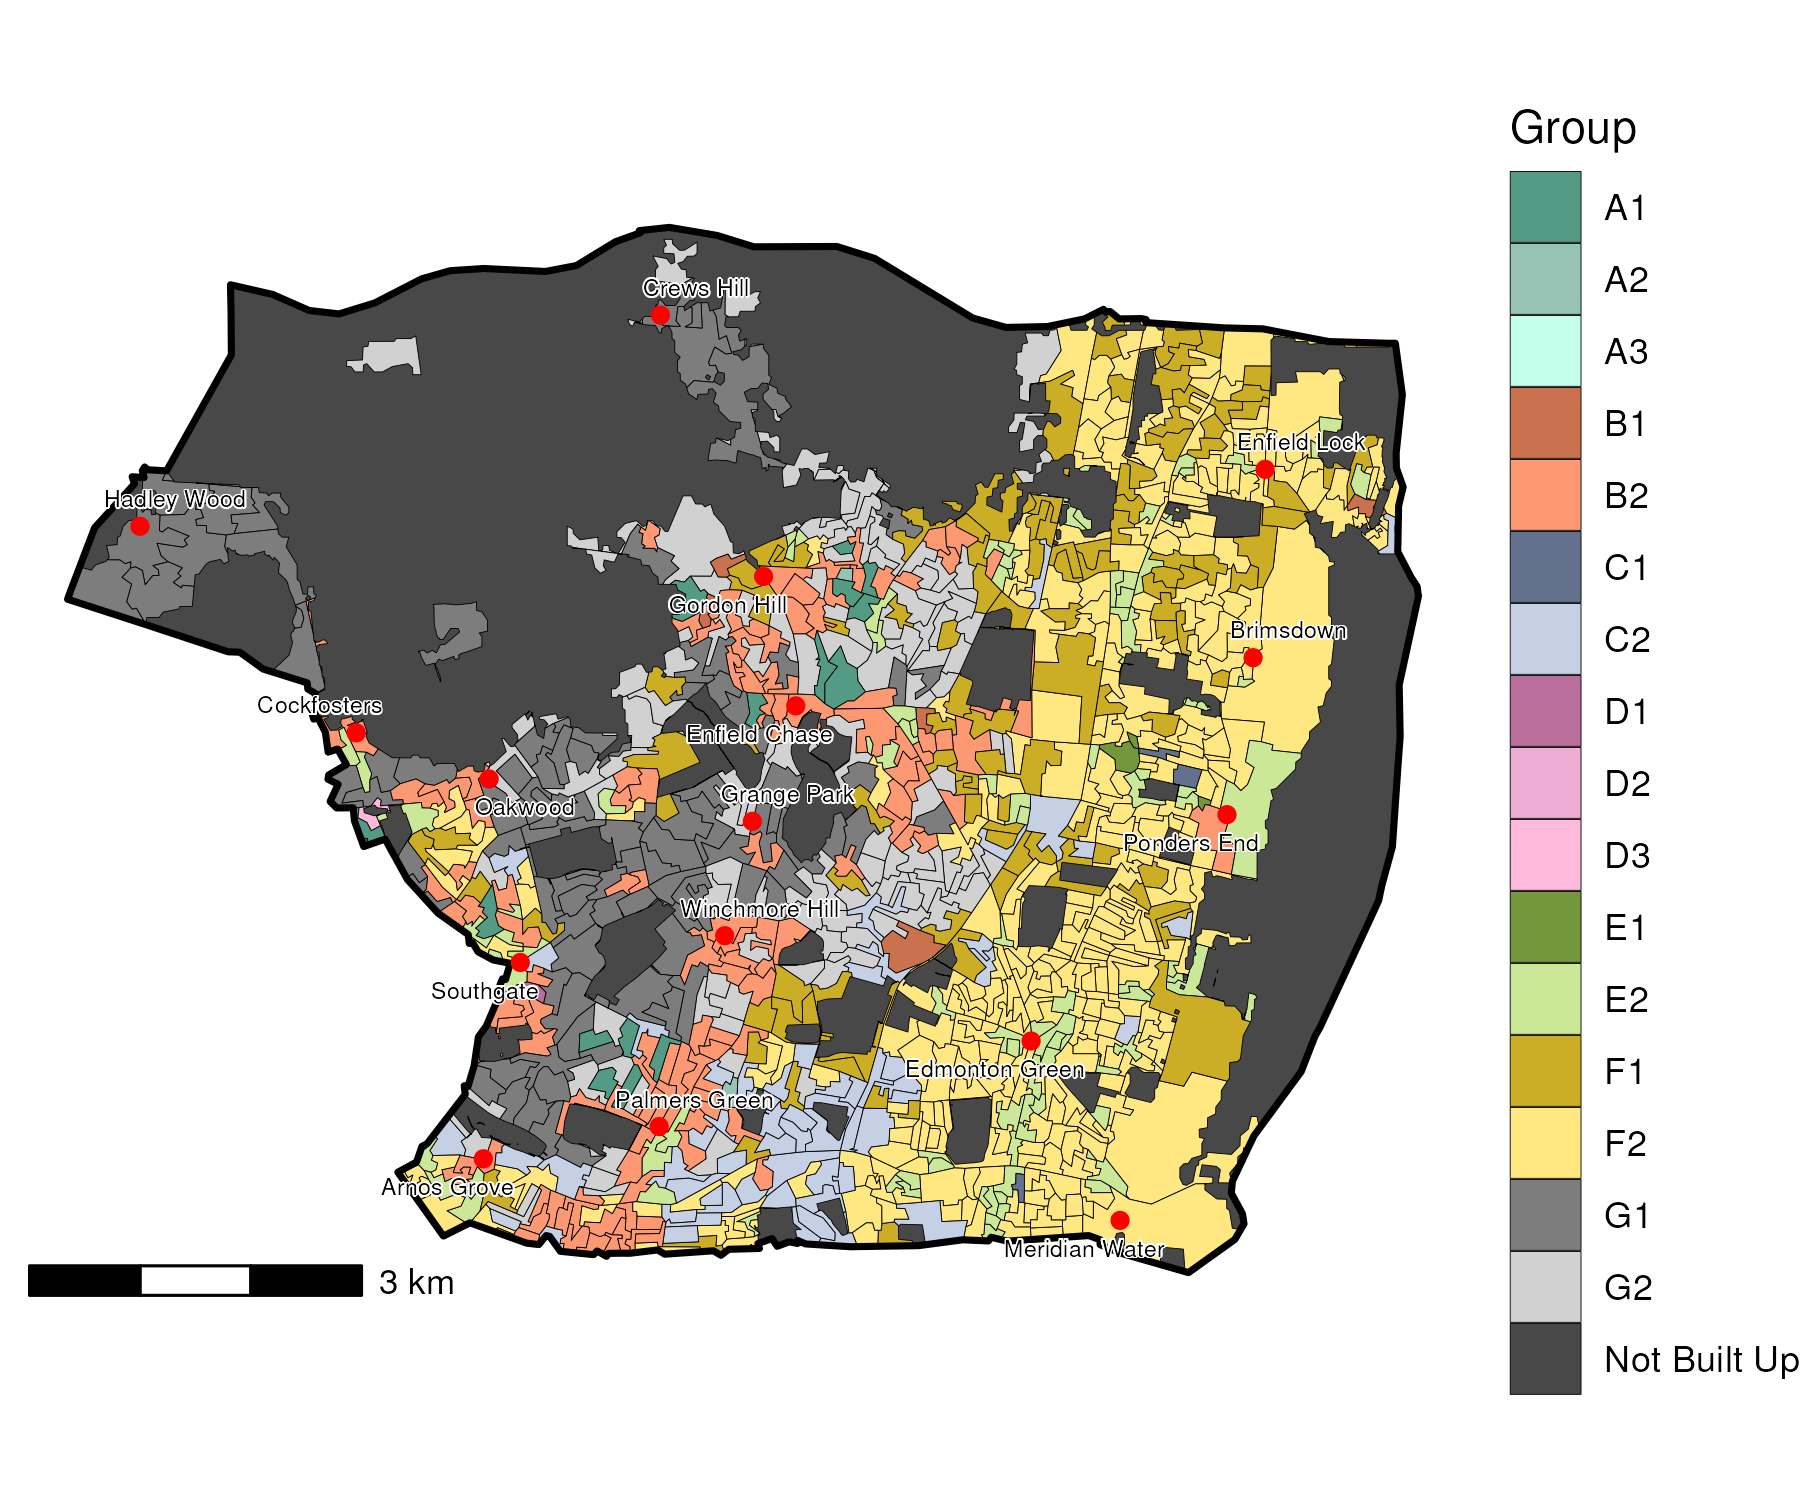 Group
A1
A2
A3
B1
B2
C1
C2
D1
D2
D3
E1
E2
F1
F2
G1
G2
Not Built Up
Crews Hill
Enfield Lock
Hadley Wood
Gordon Hill
Brimsdown
Cockfosters
Enfield Chase
Grange Park
Oakwood
Ponders End
Winchmore Hill
Southgate
Edmonton Green
Palmers Green
Arnos Grove
Meridian Water
3 km